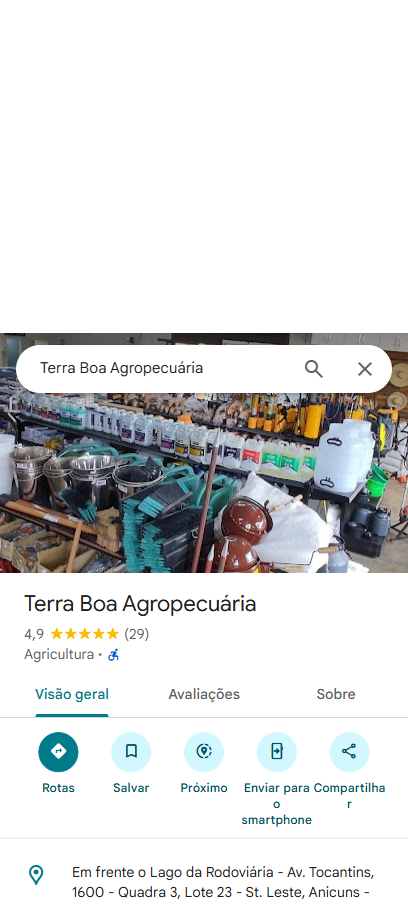 Terra Boa Agropecuária
Terra Boa Agropecuária
4,9 (29)
Agricultura ·
Visão geral Avaliações Sobre
Rotas Salvar Próximo Enviar para o smartphone Compartilhar
Em frente o Lago da Rodoviária - Av. Tocantins,
1600 - Quadra 3, Lote 23 - St. Leste, Anicuns -